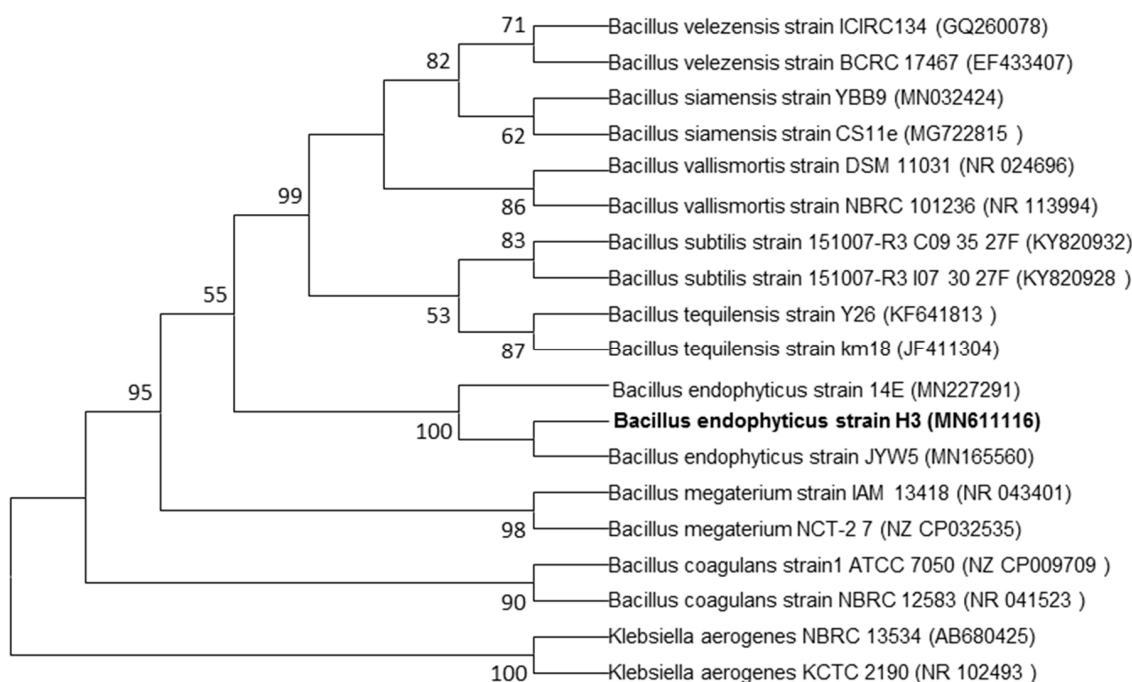 71
Bacillus velezensis strain ICIRC134 (GQ260078)
82
Bacillus velezensis strain BCRC 17467 (EF433407)
Bacillus siamensis strain YBB9 (MN032424)
62
Bacillus siamensis strain CS11e (MG722815 )
Bacillus vallismortis strain DSM 11031 (NR 024696)
99
86
Bacillus vallismortis strain NBRC 101236 (NR 113994)
83
Bacillus subtilis strain 151007-R3 C09 35 27F (KY820932)
Bacillus subtilis strain 151007-R3 I07 30 27F (KY820928 )
55
53
Bacillus tequilensis strain Y26 (KF641813 )
87
Bacillus tequilensis strain km18 (JF411304)
95
Bacillus endophyticus strain 14E (MN227291)
100
Bacillus endophyticus strain H3 (MN611116)
Bacillus endophyticus strain JYW5 (MN165560)
Bacillus megaterium strain IAM 13418 (NR 043401)
98
Bacillus megaterium NCT-2 7 (NZ CP032535)
Bacillus coagulans strain1 ATCC 7050 (NZ CP009709 )
90
Bacillus coagulans strain NBRC 12583 (NR 041523 )
Klebsiella aerogenes NBRC 13534 (AB680425)
100
Klebsiella aerogenes KCTC 2190 (NR 102493 )